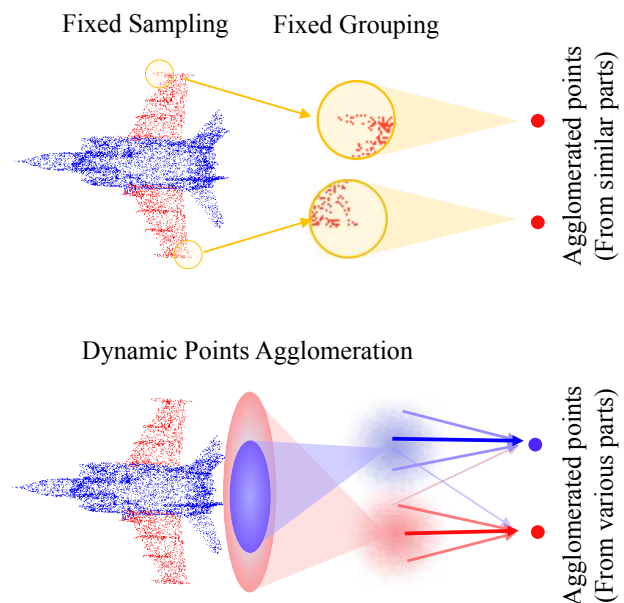 Fixed Sampling
Fixed Grouping
Agglomerated points
(From similar parts)
Dynamic Points Agglomeration
Agglomerated points
(From various parts)